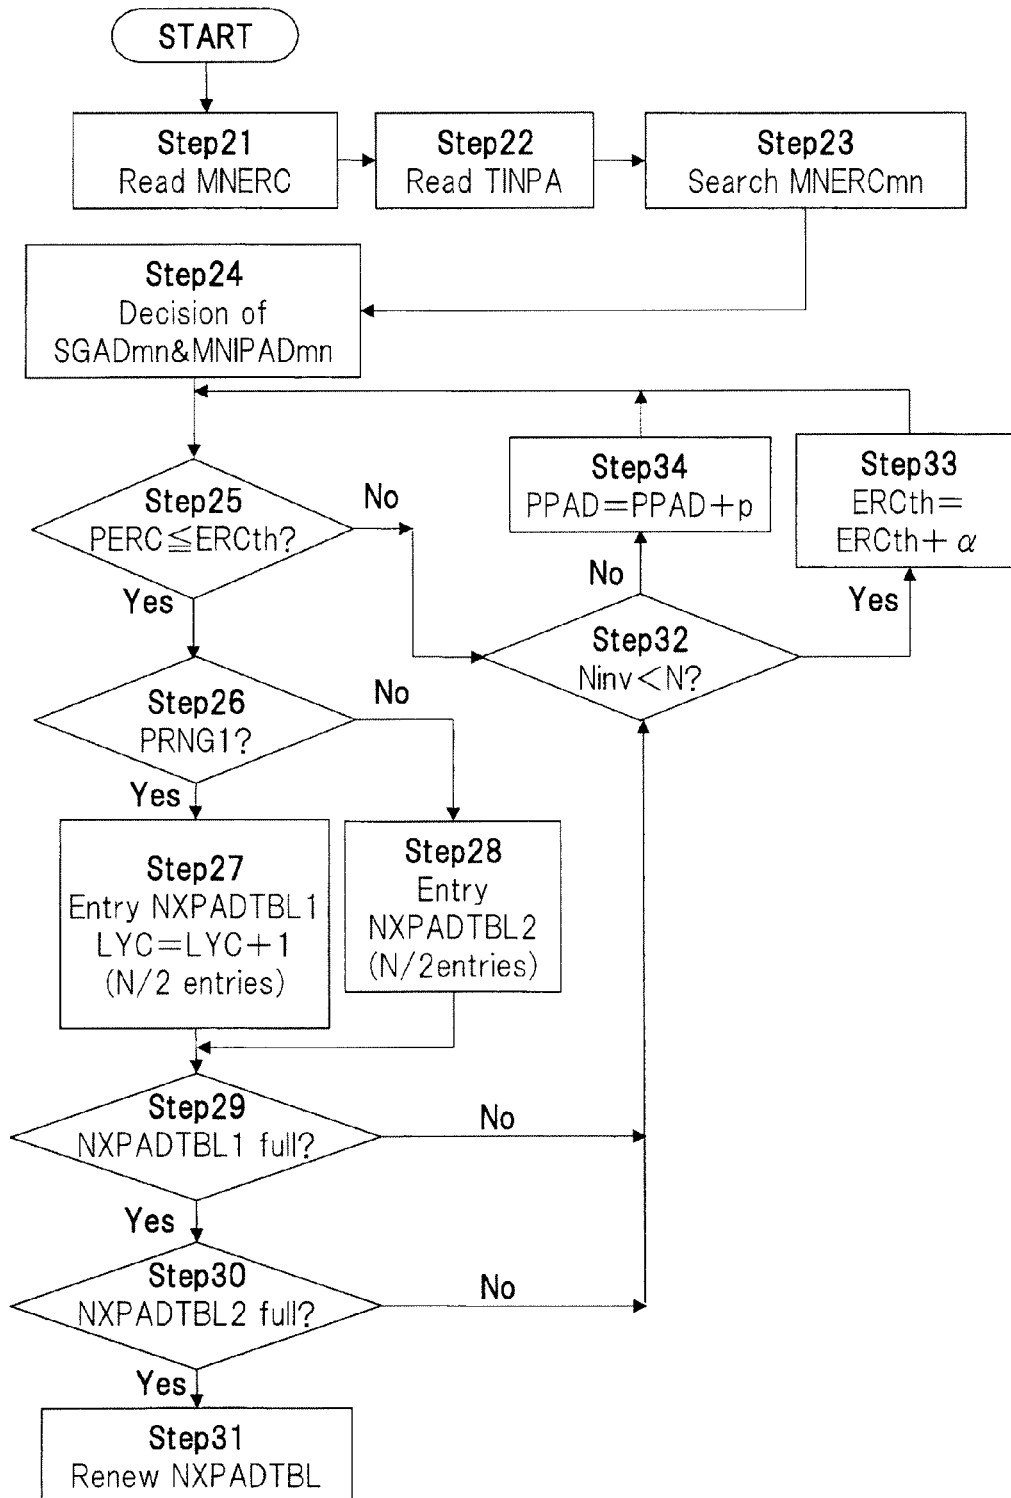 START
Step21
Read MNERC
Step22
Read TINPA
Step23
Search MNERCmn
Step24
Decision of
SGADmn&MNIPADmn
Step25
PERC≦ERCth?
No
Yes
Step34
PPAD=PPAD+p
Step33
ERCth=
ERCth+α
No
Yes
Step32
Ninv<N?
Step26
PRNG1?
No
Yes
Step27
Entry NXPADTBL1
LYC=LYC+1
(N/2 entries)
Step28
Entry
NXPADTBL2
(N/2entries)
Step29
NXPADTBL1 full?
No
Yes
Step30
NXPADTBL2 full?
No
Yes
Step31
Renew NXPADTBL